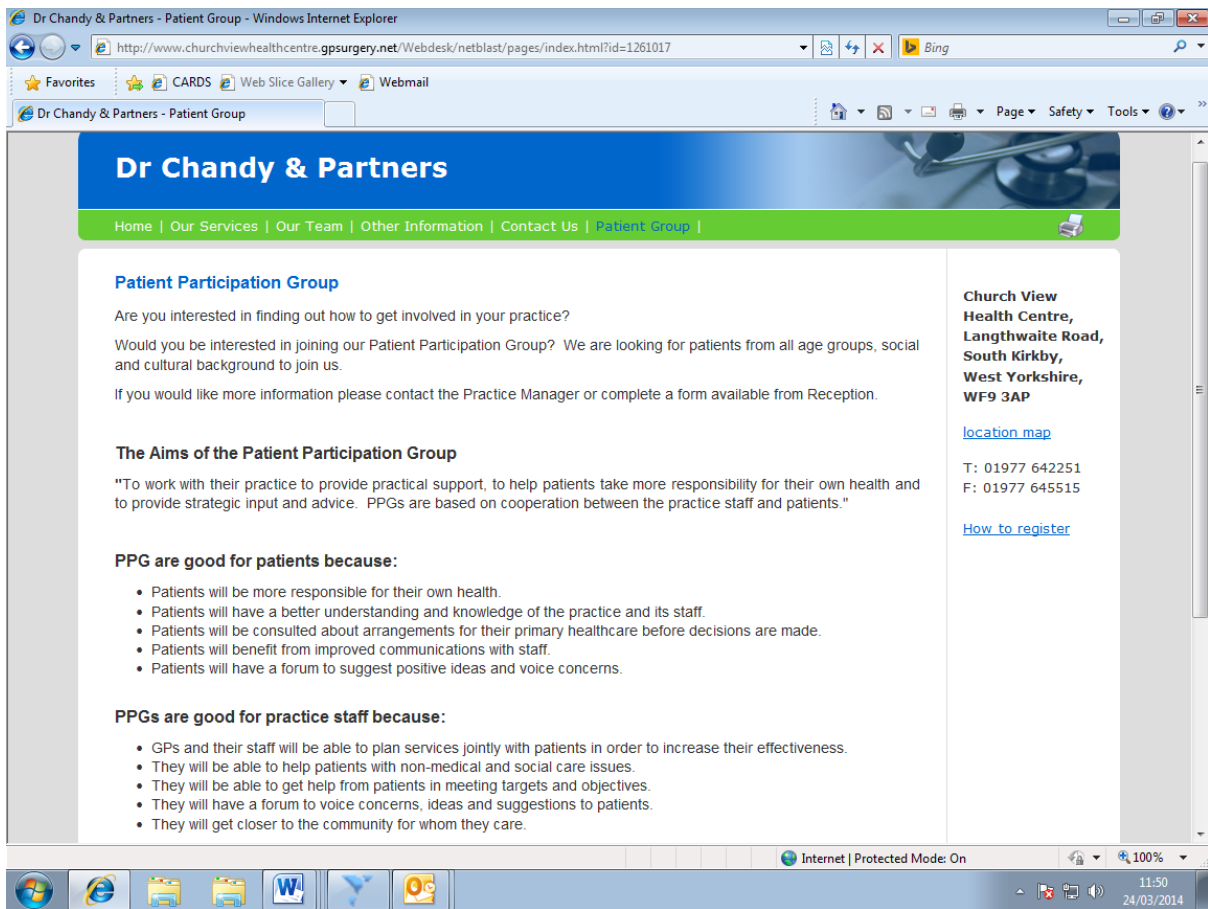 Dr Chandy & Partners - Patient Group - Windows Internet Explorer
http://www.churchviewhealthcentre.gpsurgery.net/Webdesk/netblast/pages/index.html?id=1261017
Bing
Favorites CARDS Web Slice Gallery Webmail
Dr Chandy & Partners - Patient Group
Page Safety Tools
Dr Chandy & Partners
Home | Our Services | Our Team | Other Information | Contact Us | Patient Group |
Patient Participation Group
Are you interested in finding out how to get involved in your practice?
Would you be interested in joining our Patient Participation Group? We are looking for patients from all age groups, social
and cultural background to join us.
If you would like more information please contact the Practice Manager or complete a form available from Reception.
The Aims of the Patient Participation Group
"To work with their practice to provide practical support, to help patients take more responsibility for their own health and
to provide strategic input and advice. PPGs are based on cooperation between the practice staff and patients."
PPG are good for patients because:
• Patients will be more responsible for their own health.
• Patients will have a better understanding and knowledge of the practice and its staff.
• Patients will be consulted about arrangements for their primary healthcare before decisions are made.
• Patients will benefit from improved communications with staff.
• Patients will have a forum to suggest positive ideas and voice concerns.
PPGs are good for practice staff because:
• GPs and their staff will be able to plan services jointly with patients in order to increase their effectiveness.
• They will be able to help patients with non-medical and social care issues.
• They will be able to get help from patients in meeting targets and objectives.
• They will have a forum to voice concerns, ideas and suggestions to patients.
• They will get closer to the community for whom they care.
Church View
Health Centre,
Langthwaite Road,
South Kirkby,
West Yorkshire,
WF9 3AP
location map
T: 01977 642251
F: 01977 645515
How to register
Internet | Protected Mode: On
100%
11:50
24/03/2014